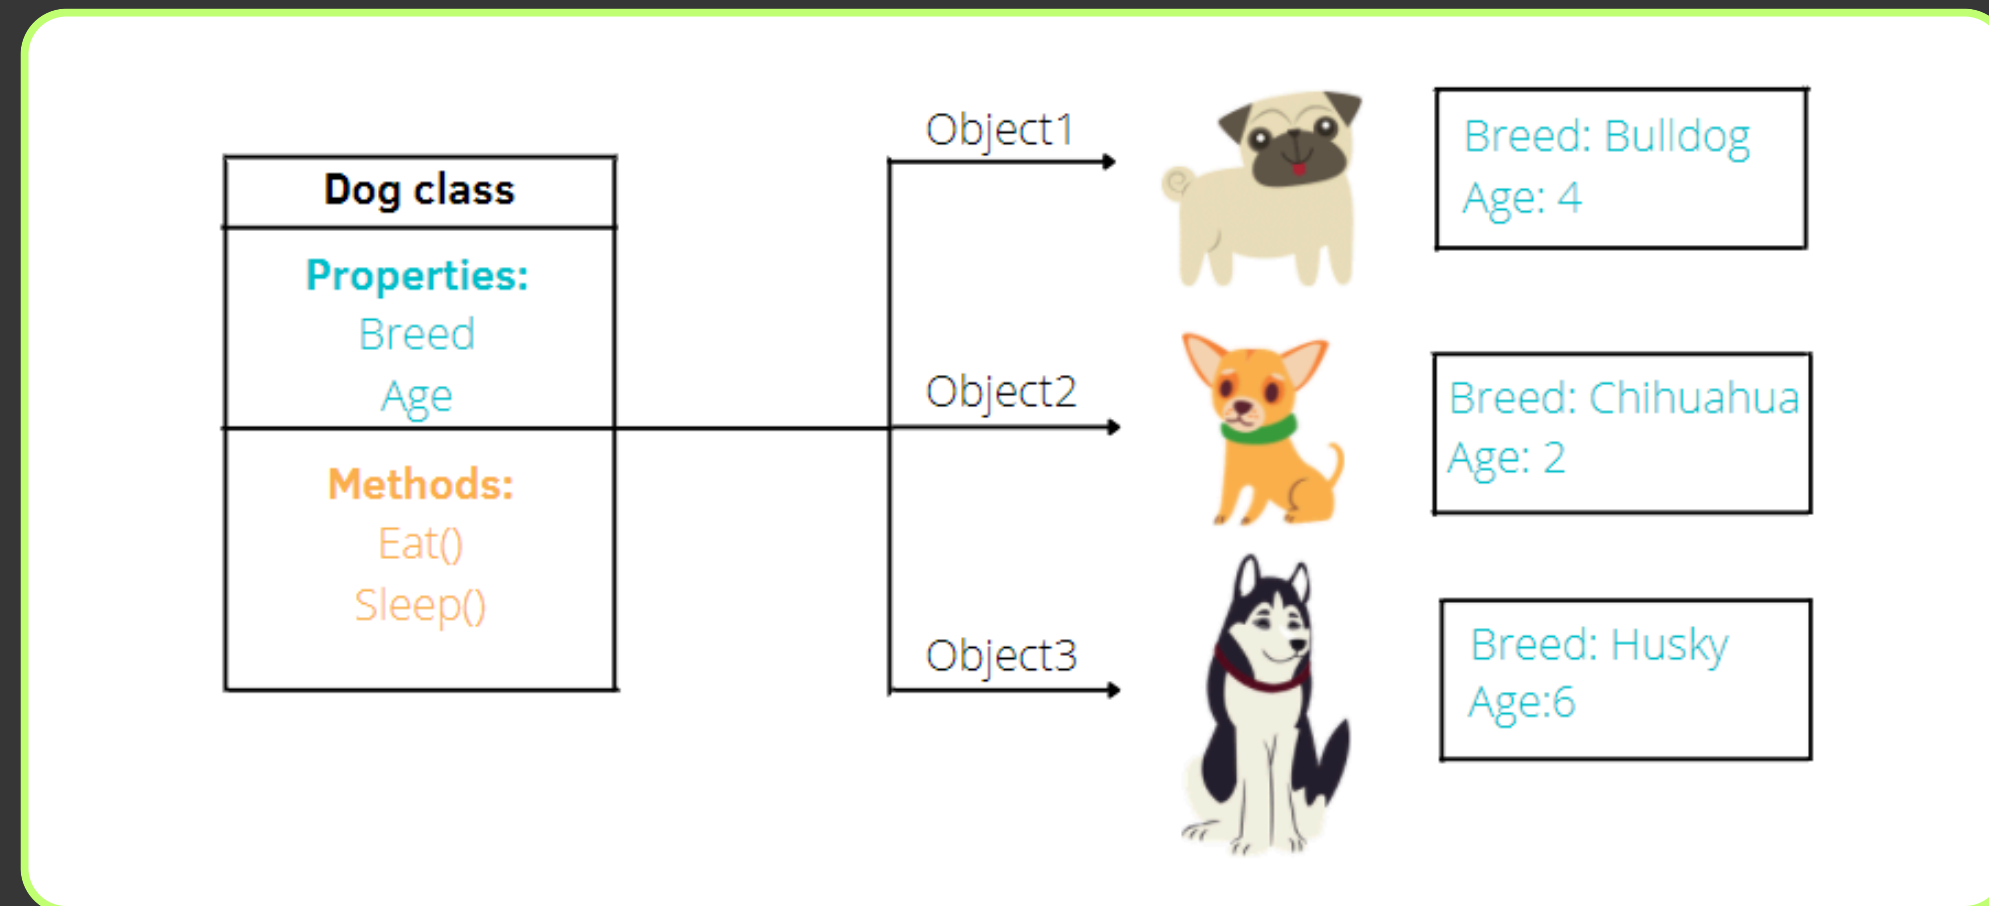 Dog class
Properties:
Breed
Age
Methods:
Eat()
Sleep()
Object1
Breed: Bulldog
Age: 4
Object2
Breed: Chihuahua
Age: 2
Object3
Breed: Husky
Age:6